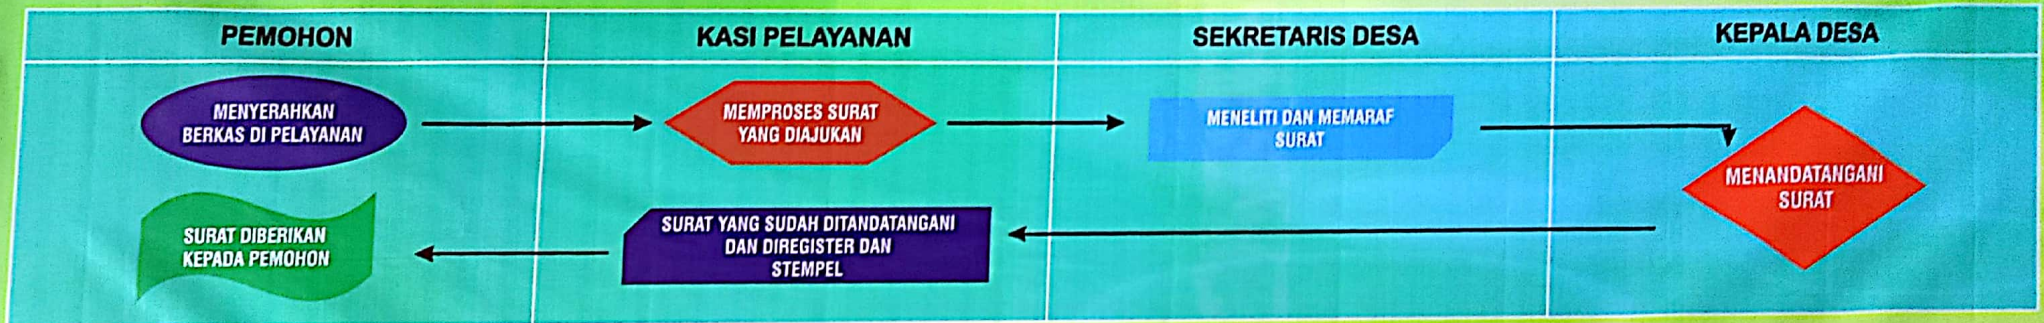 PEMOHON
KASI PELAYANAN
SEKRETARIS DESA
KEPALA DESA
MENYERAHKAN
BERKAS DI PELAYANAN
MEMPROSES SURAT
YANG DIAJUKAN
MENELITI DAN MEMARAF
SURAT
MENANDATANGANI
SURAT
SURAT YANG SUDAH DITANDATANGANI
DAN DIREGISTER DAN
STEMPEL
SURAT DIBERIKAN
KEPADA PEMOHON